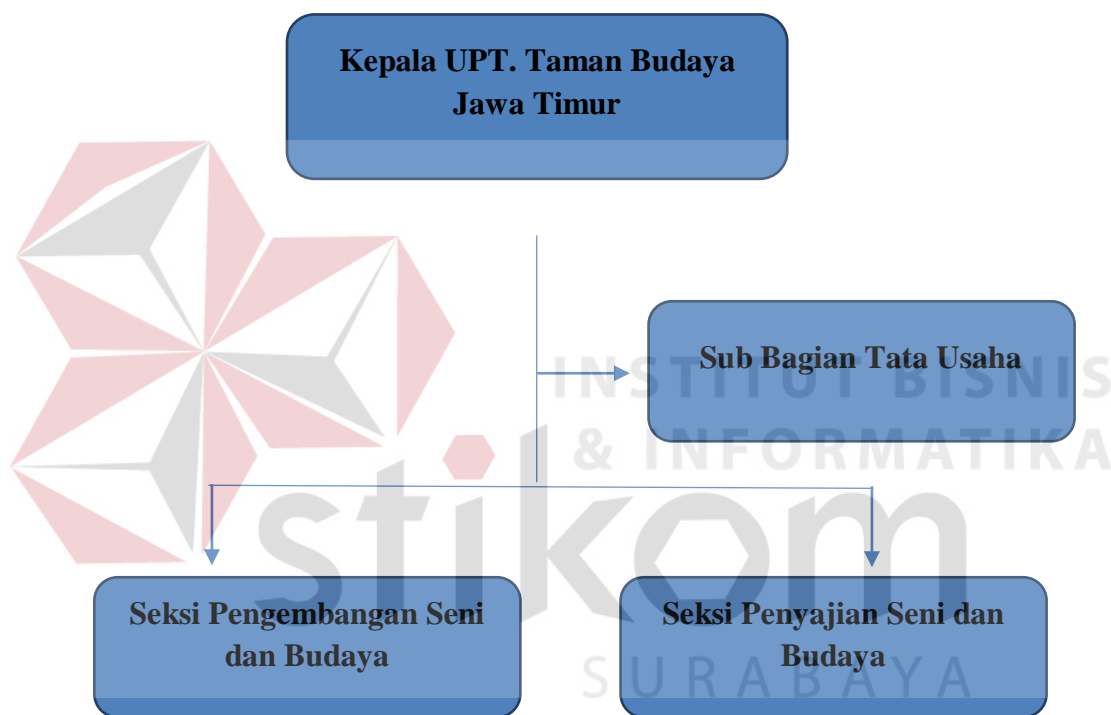 Kepala UPT. Taman Budaya
Jawa Timur
Sub Bagian Tata Usaha
INSTITUT BISNIS
& INFORMATIKA
stikom
SURABAYA
Seksi Pengembangan Seni
dan Budaya
Seksi Penyajian Seni dan
Budaya